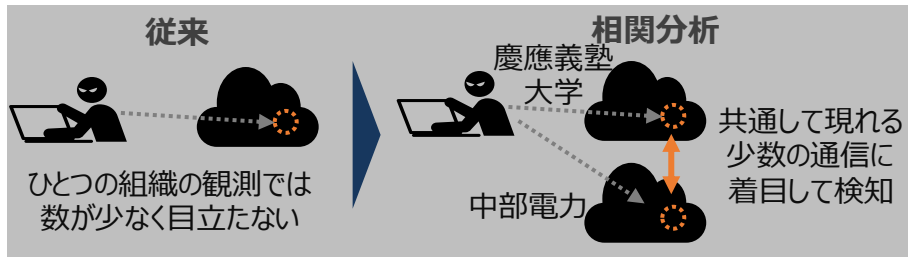 従来
ひとつの組織の観測では
数が少なく目立たない
相関分析
慶應義塾
大学
中部電力
共通して現れる
少数の通信に
着目して検知